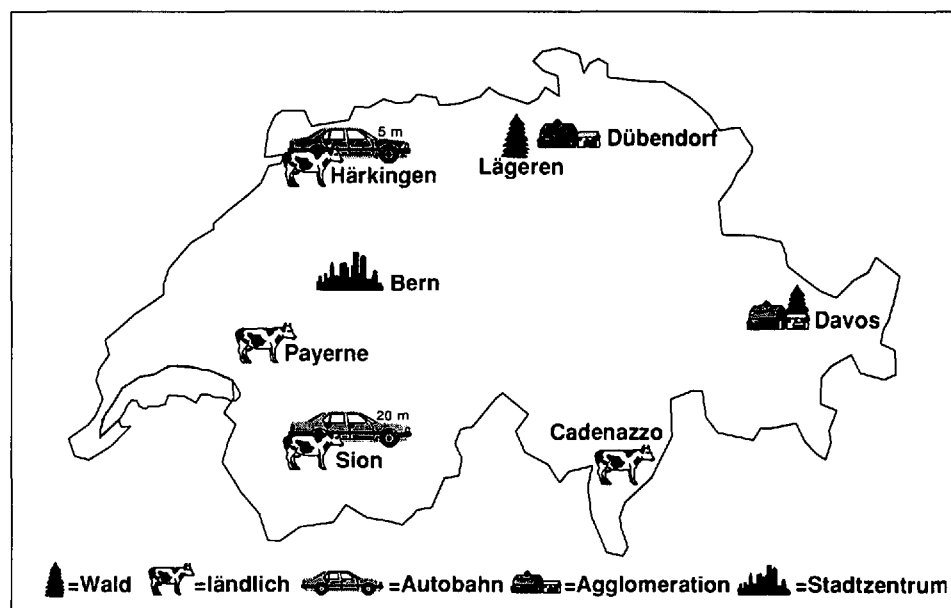 5 m
Härkingen
Lägeren
Dübendorf
Bern
Davos
Payerne
20 m
Sion
Cadenazzo
=Wald =ländlich =Autobahn =Agglomeration =Stadtzentrum